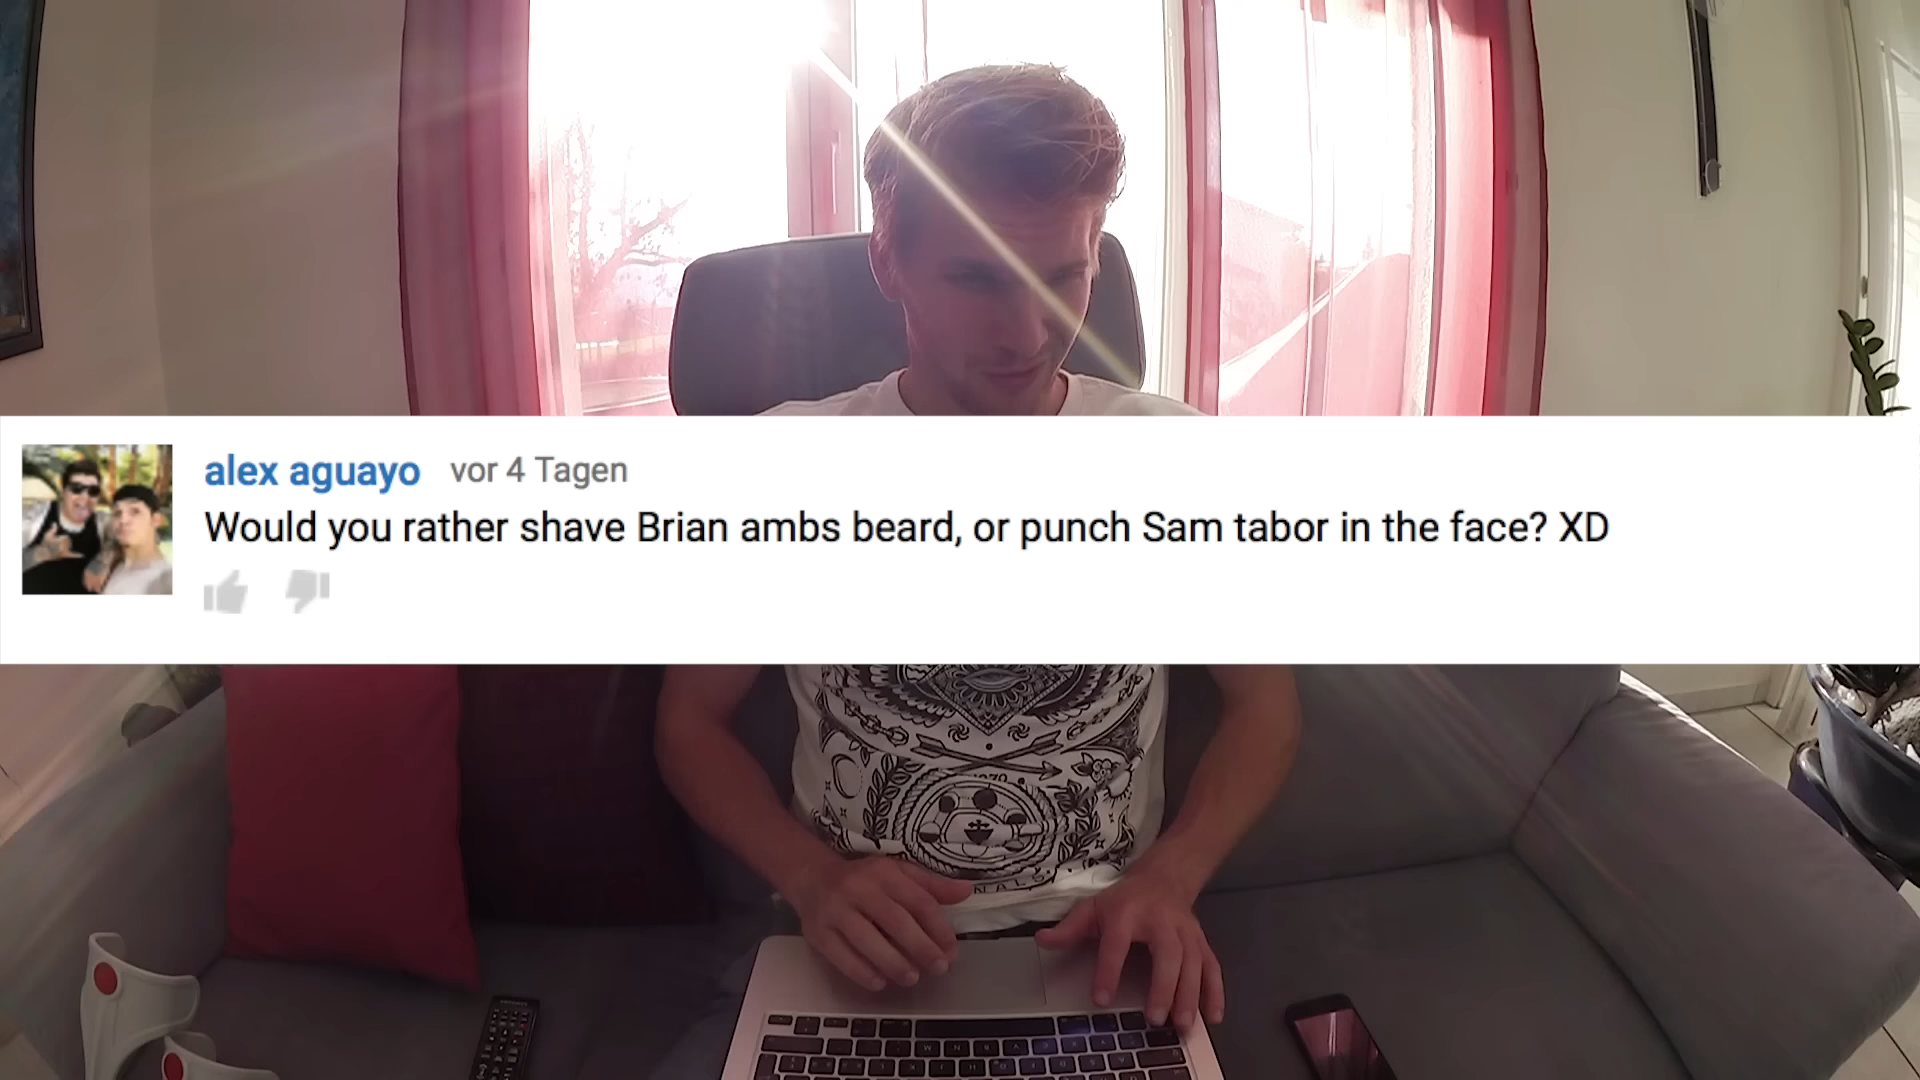 alex aguayo vor 4 Tagen
Would you rather shave Brian ambs beard, or punch Sam tabor in the face? XD